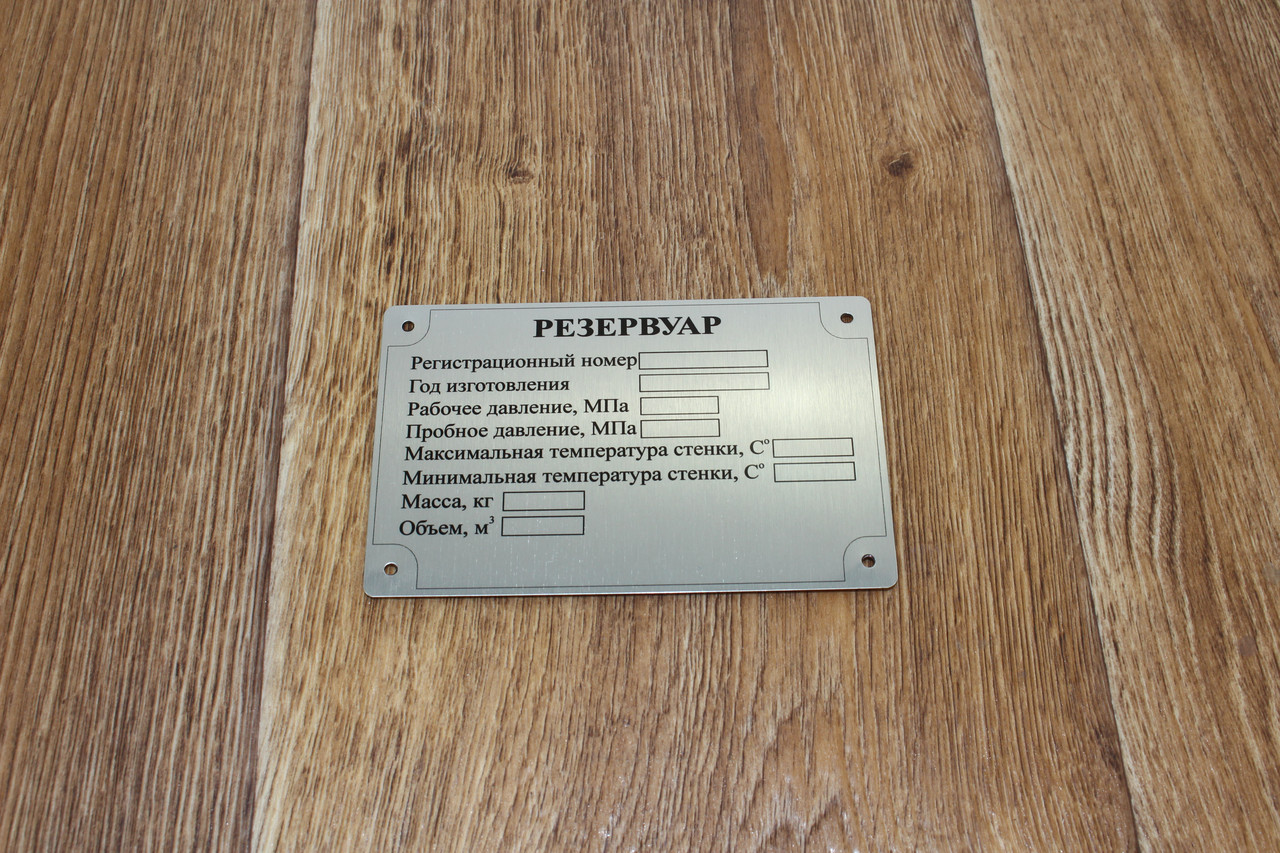 РЕЗЕРВУАР
Регистрационный номер
Год изготовления
Рабочее давление, МПа
Пробное давление, МПа
Максимальная температура стенки, С°
Минимальная температура стенки, С°
Масса, кг
Объем, м³